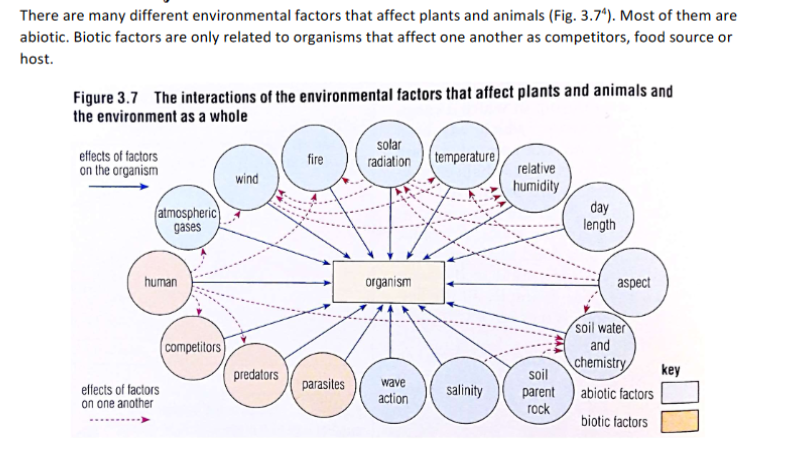 There are many different environmental factors that affect plants and animals (Fig. 3.7⁴). Most of them are
abiotic. Biotic factors are only related to organisms that affect one another as competitors, food source or
host.
Figure 3.7 The interactions of the environmental factors that affect plants and animals and
the environment as a whole
effects of factors
on the organism
wind
fire
solar
radiation
temperature
relative
humidity
day
length
atmospheric
gases
human
organism
aspect
competitors
predators
parasites
wave
action
salinity
soil
parent
rock
soil water
and
chemistry
effects of factors
on one another
key
abiotic factors
biotic factors